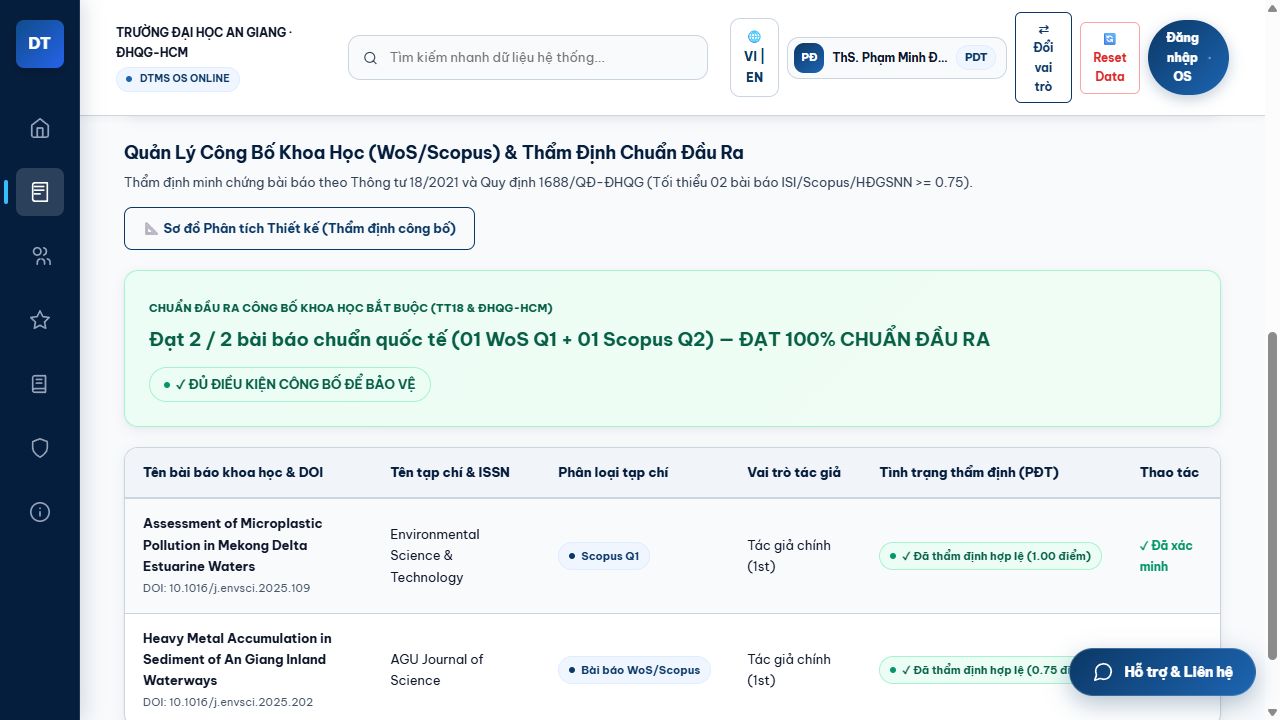 DT
TRƯỜNG ĐẠI HỌC AN GIANG ·
ĐHQG-HCM
DTMS OS ONLINE
Tìm kiếm nhanh dữ liệu hệ thống...
VI |
EN
PĐ
ThS. Phạm Minh Đ...
PDT
⇄
Đổi
vai
trò
Reset
Data
Đăng
nhập
OS
Quản Lý Công Bố Khoa Học (WoS/Scopus) & Thẩm Định Chuẩn Đầu Ra
Thẩm định minh chứng bài báo theo Thông tư 18/2021 và Quy định 1688/QĐ-ĐHQG (Tối thiểu 02 bài báo ISI/Scopus/HĐGSNN >= 0.75).
Sơ đồ Phân tích Thiết kế (Thẩm định công bố)
CHUẨN ĐẦU RA CÔNG BỐ KHOA HỌC BẮT BUỘC (TT18 & ĐHQG-HCM)
Đạt 2 / 2 bài báo chuẩn quốc tế (01 WoS Q1 + 01 Scopus Q2) — ĐẠT 100% CHUẨN ĐẦU RA
✓ ĐỦ ĐIỀU KIỆN CÔNG BỐ ĐỂ BẢO VỆ
Tên bài báo khoa học & DOI
Tên tạp chí & ISSN
Phân loại tạp chí
Vai trò tác giả
Tình trạng thẩm định (PĐT)
Thao tác
Assessment of Microplastic
Pollution in Mekong Delta
Estuarine Waters
DOI: 10.1016/j.envsci.2025.109
Environmental
Science &
Technology
Scopus Q1
Tác giả chính
(1st)
✓ Đã thẩm định hợp lệ (1.00 điểm)
✓ Đã xác
minh
Heavy Metal Accumulation in
Sediment of An Giang Inland
Waterways
DOI: 10.1016/j.envsci.2025.202
AGU Journal of
Science
Bài báo WoS/Scopus
Tác giả chính
(1st)
✓ Đã thẩm định hợp lệ (0.75
Hỗ trợ & Liên hệ